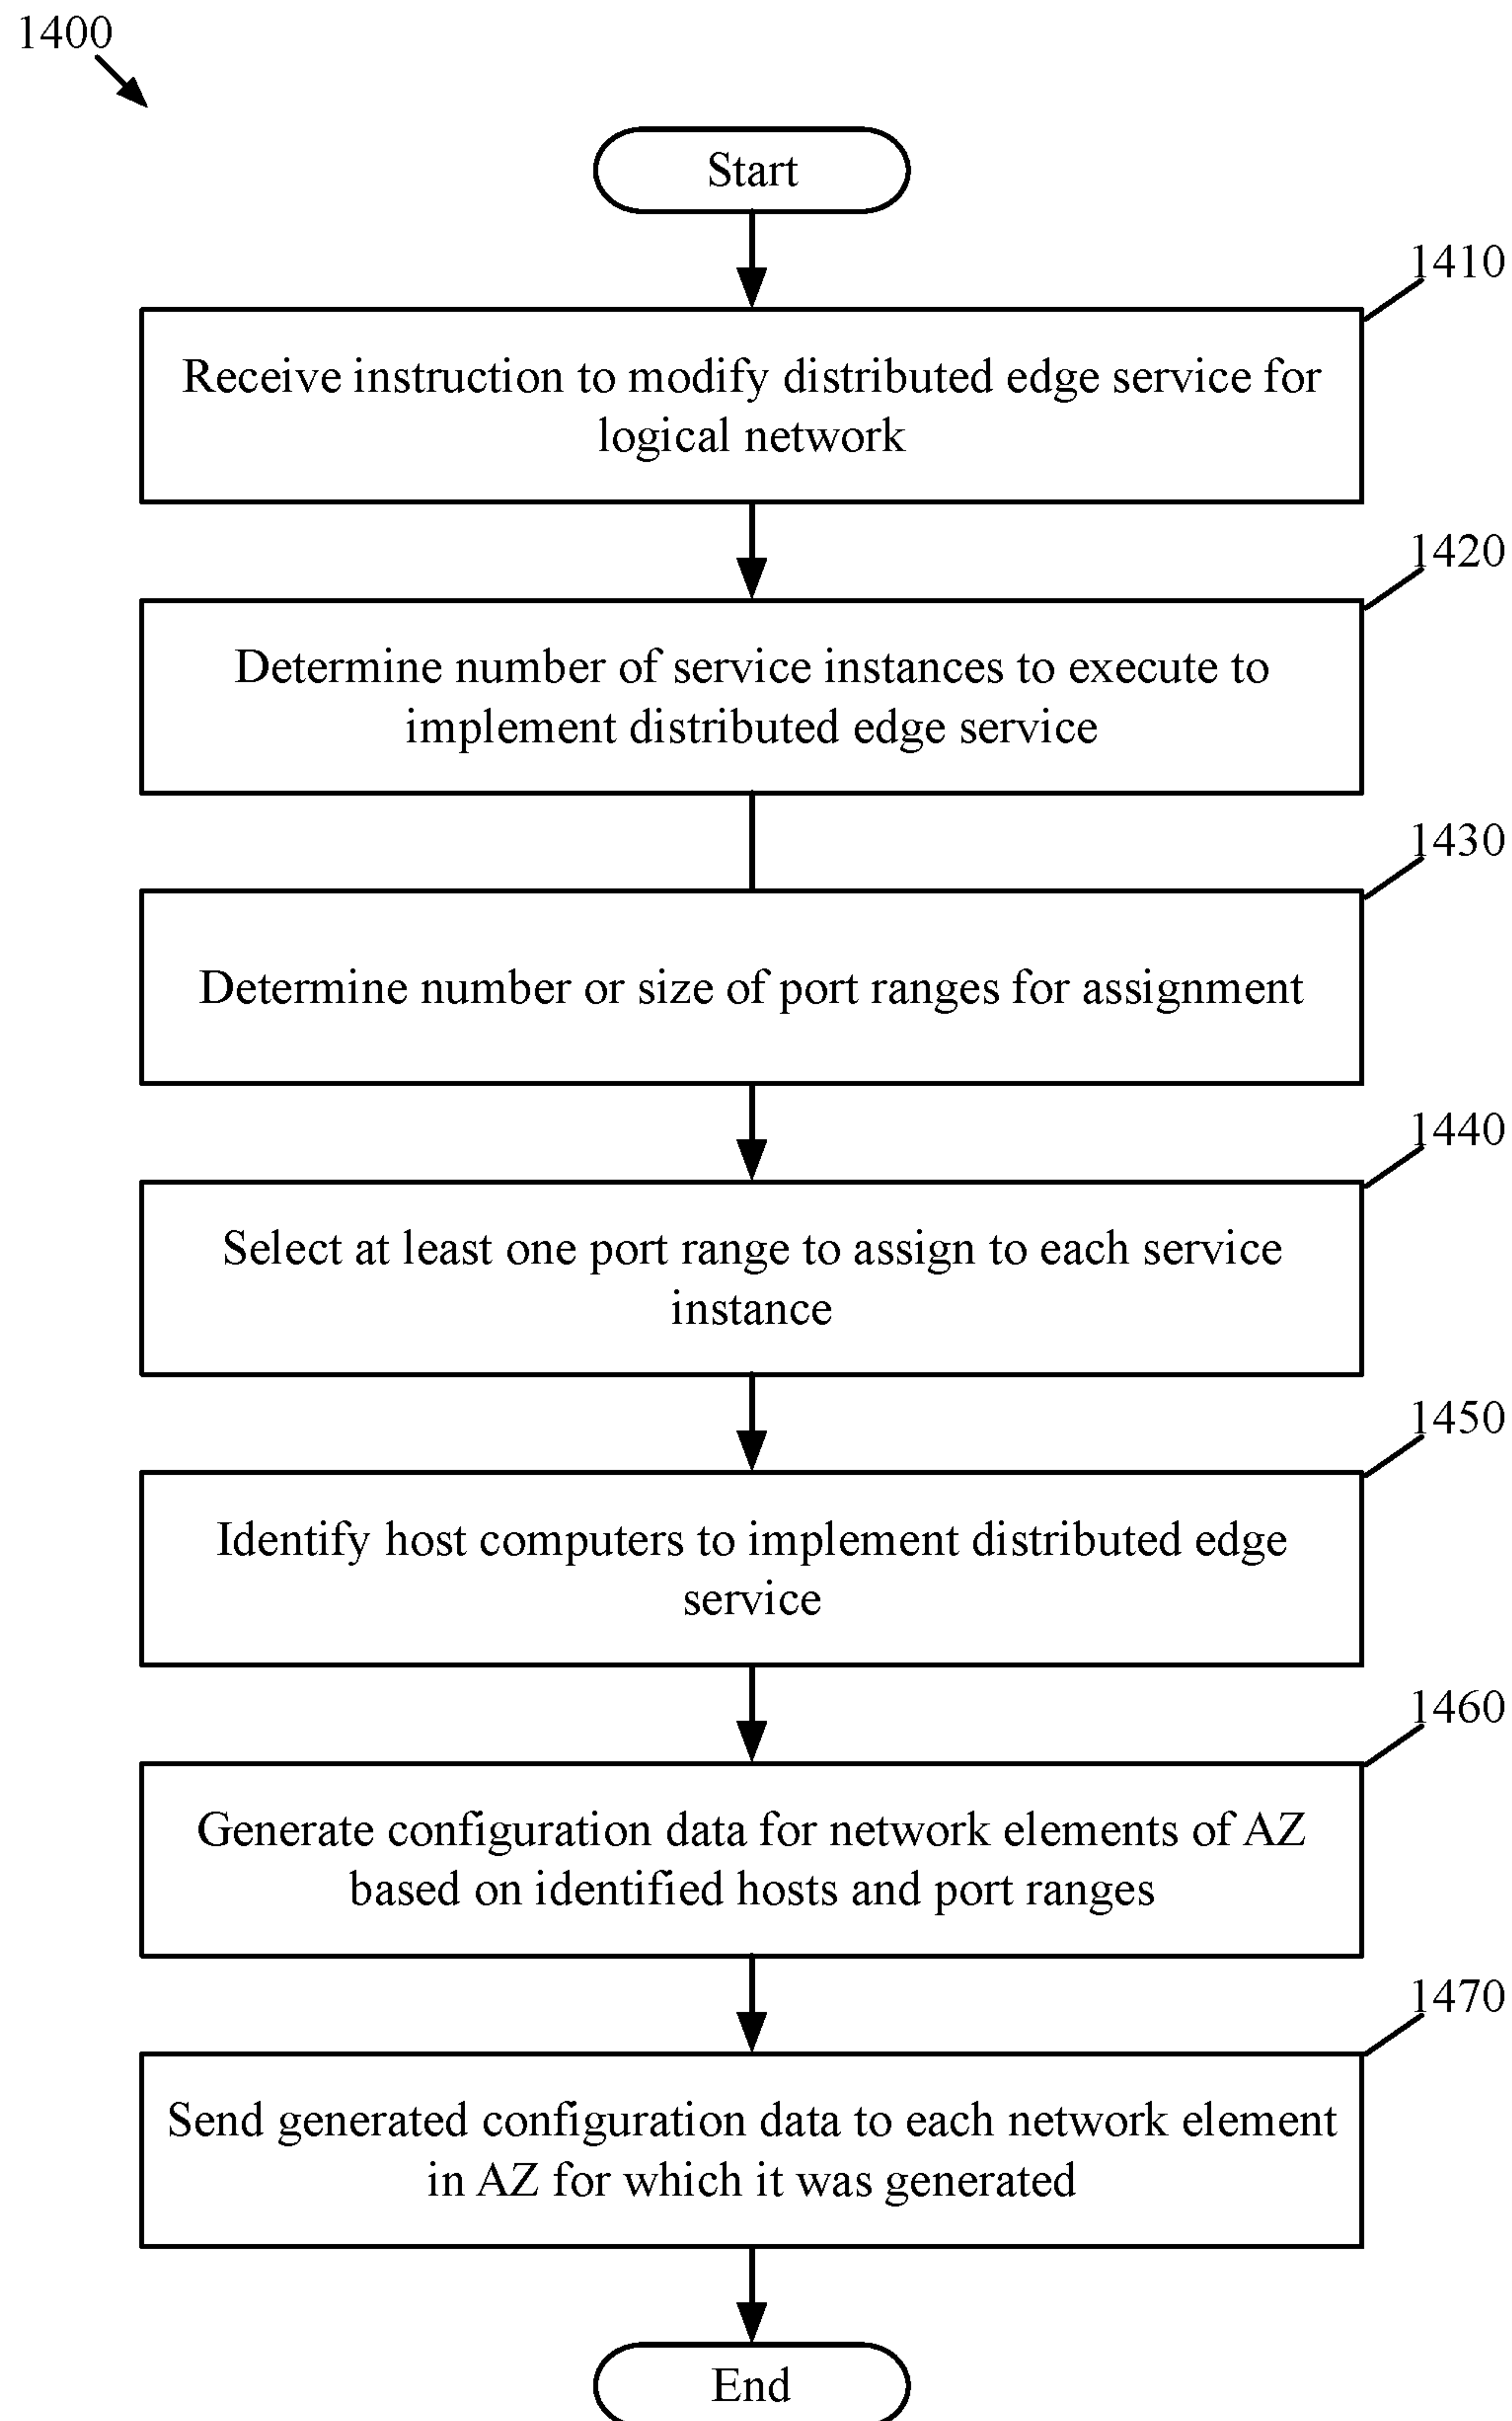 1400
Start
1410
Receive instruction to modify distributed edge service for
logical network
1420
Determine number of service instances to execute to
implement distributed edge service
1430
Determine number or size of port ranges for assignment
1440
Select at least one port range to assign to each service
instance
1450
Identify host computers to implement distributed edge
service
1460
Generate configuration data for network elements of AZ
based on identified hosts and port ranges
1470
Send generated configuration data to each network element
in AZ for which it was generated
End